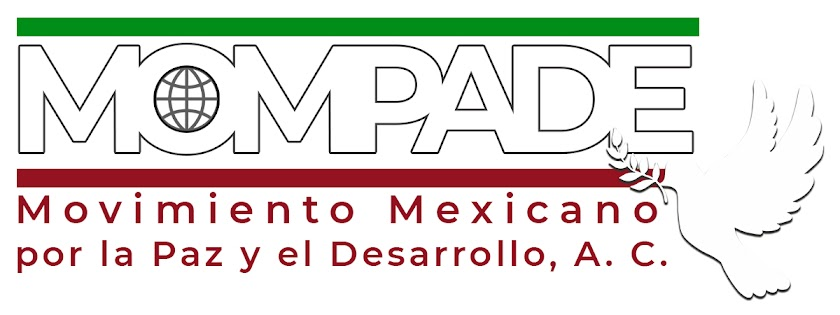 MOMPADE
Movimiento Mexicano
por la Paz y el Desarrollo, A. C.